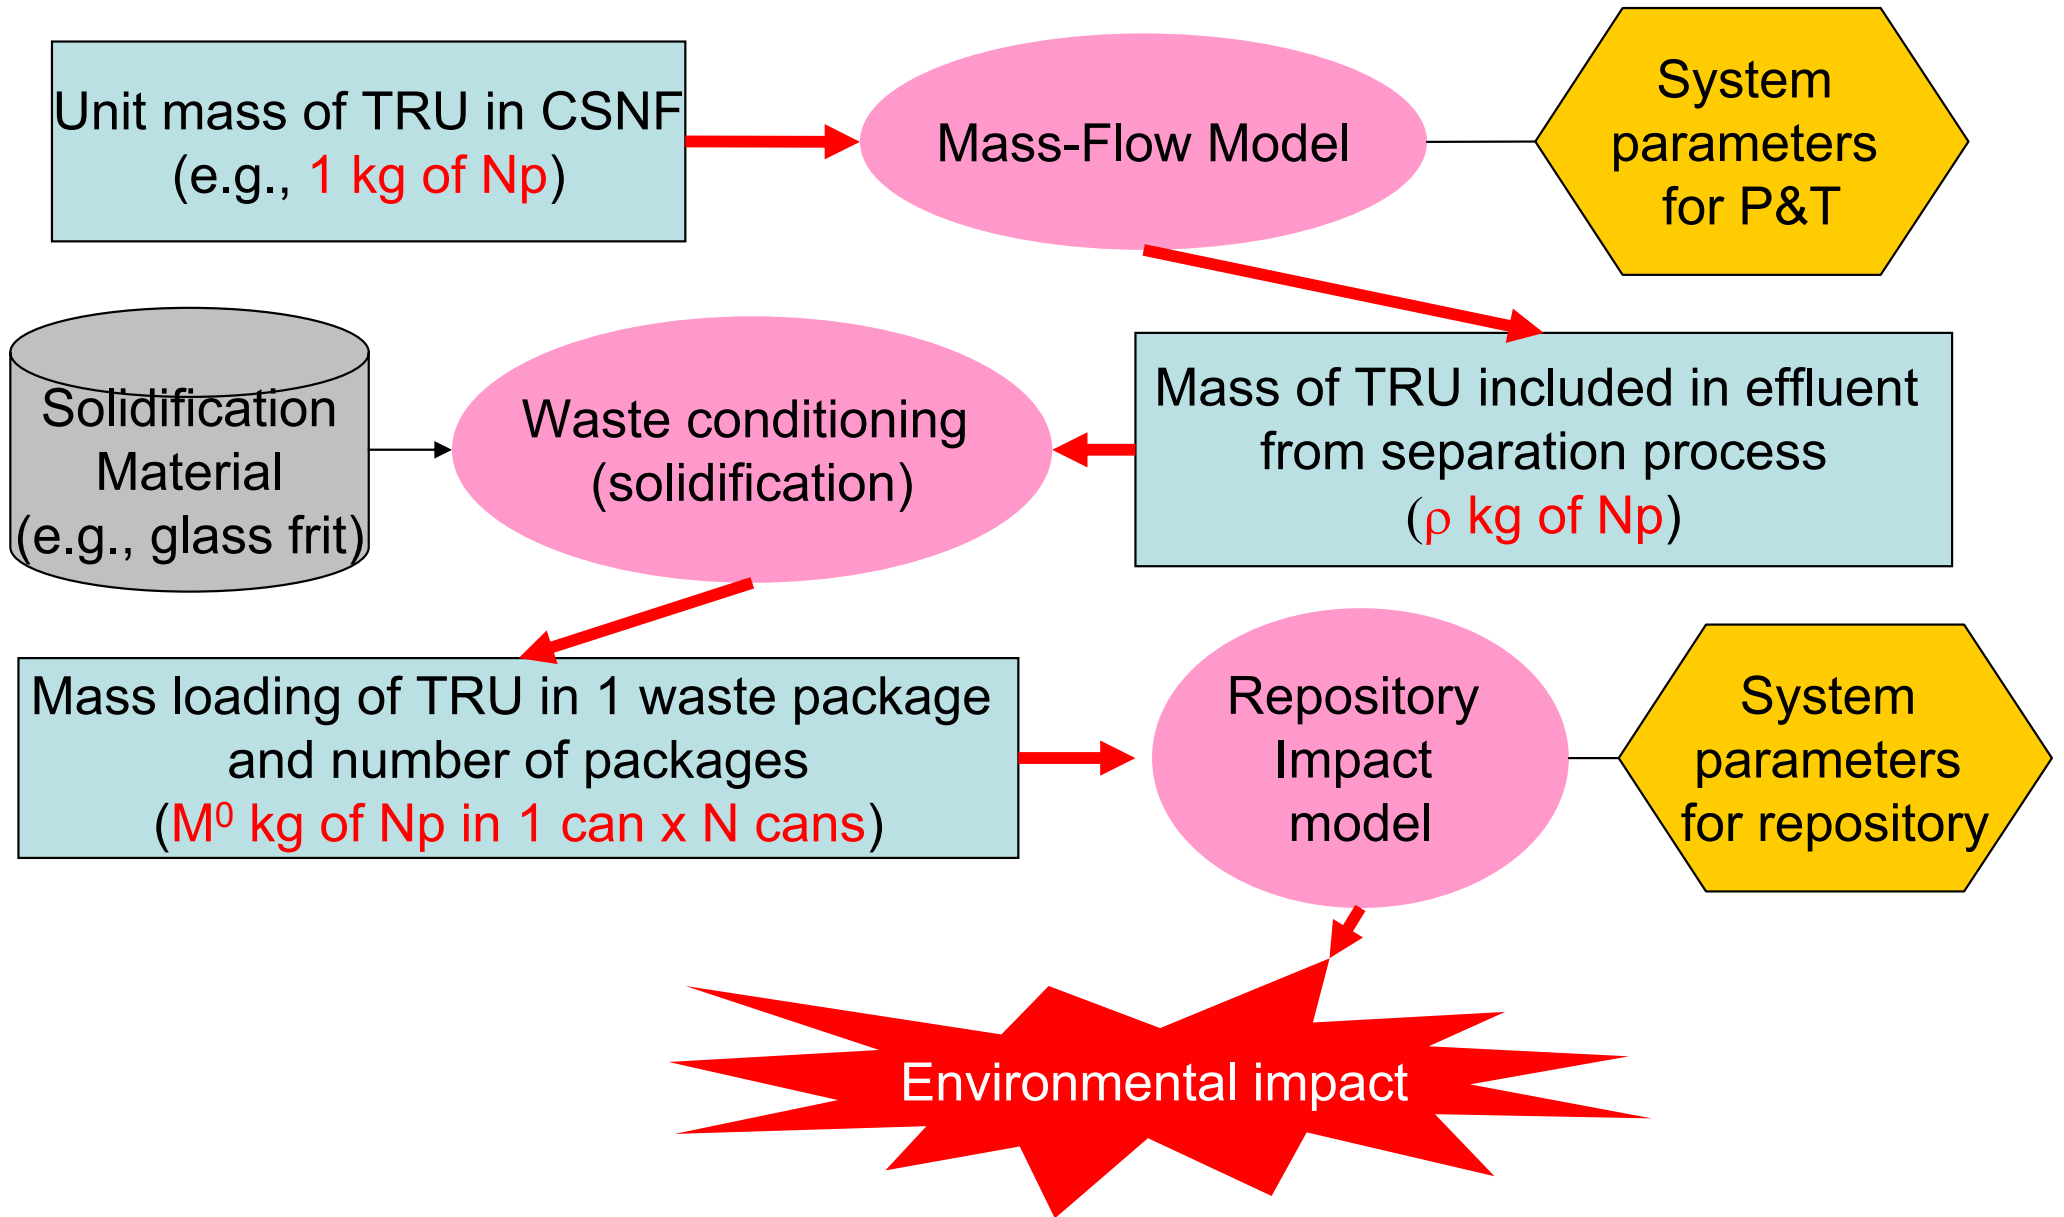 Unit mass of TRU in CSNF
(e.g., 1 kg of Np)
Mass-Flow Model
System
parameters
for P&T
Solidification
Material
(e.g., glass frit)
Waste conditioning
(solidification)
Mass of TRU included in effluent
from separation process
(ρ kg of Np)
Mass loading of TRU in 1 waste package
and number of packages
(M⁰ kg of Np in 1 can x N cans)
Repository
Impact
model
System
parameters
for repository
Environmental impact